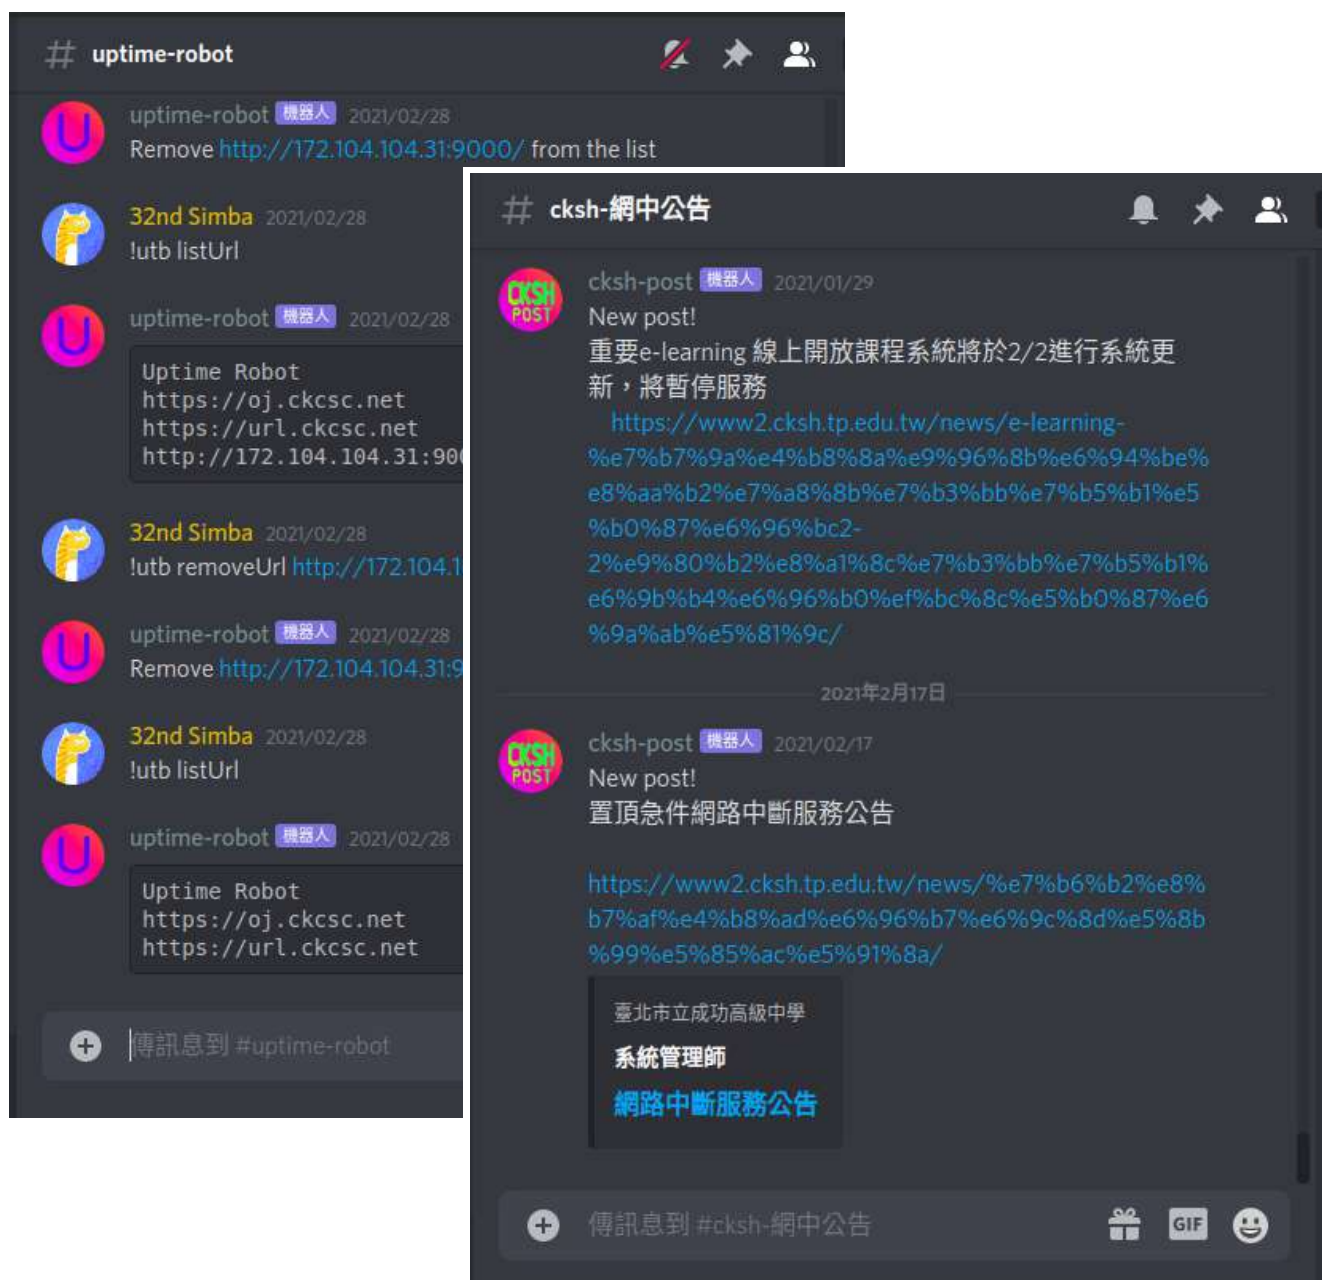 uptime-robot
uptime-robot 機器人 2021/02/28
Remove http://172.104.104.31:9000/ from the list
32nd Simba 2021/02/28
!utb listUrl
uptime-robot 機器人 2021/02/28
Uptime Robot
https://oj.ckcsc.net
https://url.ckcsc.net
http://172.104.104.31:90
32nd Simba 2021/02/28
!utb removeUrl http://172.104.1
uptime-robot 機器人 2021/02/28
Remove http://172.104.104.31:9
32nd Simba 2021/02/28
!utb listUrl
uptime-robot 機器人 2021/02/28
Uptime Robot
https://oj.ckcsc.net
https://url.ckcsc.net
傳訊息到 #uptime-robot
cksh-網中公告
CKSH
POST
cksh-post 機器人 2021/01/29
New post!
重要e-learning 線上開放課程系統將於2/2進行系統更
新，將暫停服務
https://www2.cksh.tp.edu.tw/news/e-learning-
%e7%b7%9a%e4%b8%8a%e9%96%8b%e6%94%be%
e8%aa%b2%e7%a8%8b%e7%b3%bb%e7%b5%b1%e5
%b0%87%e6%96%bc2-
2%e9%80%b2%e8%a1%8c%e7%b3%bb%e7%b5%b1%
e6%9b%b4%e6%96%b0%ef%bc%8c%e5%b0%87%e6
%9a%ab%e5%81%9c/
2021年2月17日
CKSH
POST
cksh-post 機器人 2021/02/17
New post!
置頂急件網路中斷服務公告
https://www2.cksh.tp.edu.tw/news/%e7%b6%b2%e8%
b7%af%e4%b8%ad%e6%96%b7%e6%9c%8d%e5%8b
%99%e5%85%ac%e5%91%8a/
臺北市立成功高級中學
系統管理師
網路中斷服務公告
傳訊息到 #cksh-網中公告
GIF